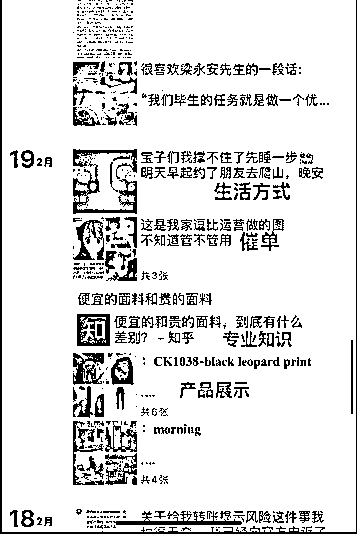 很喜欢梁永安先生的一段话:
“我们毕生的任务就是做一个优...
19 2月
宝子们我撑不住了先睡一步
明天早起约了朋友去爬山，晚安
生活方式
这是我家逗比运营做的图
不知道管不管用 催单
共3张
便宜的面料和贵的面料
知 便宜的和贵的面料，到底有什么
差别？ - 知乎 专业知识
: CK1038-black leopard print
....
产品展示
共6张
: morning
....
共4张
18 2月
关于给我转账提示风险这件事我